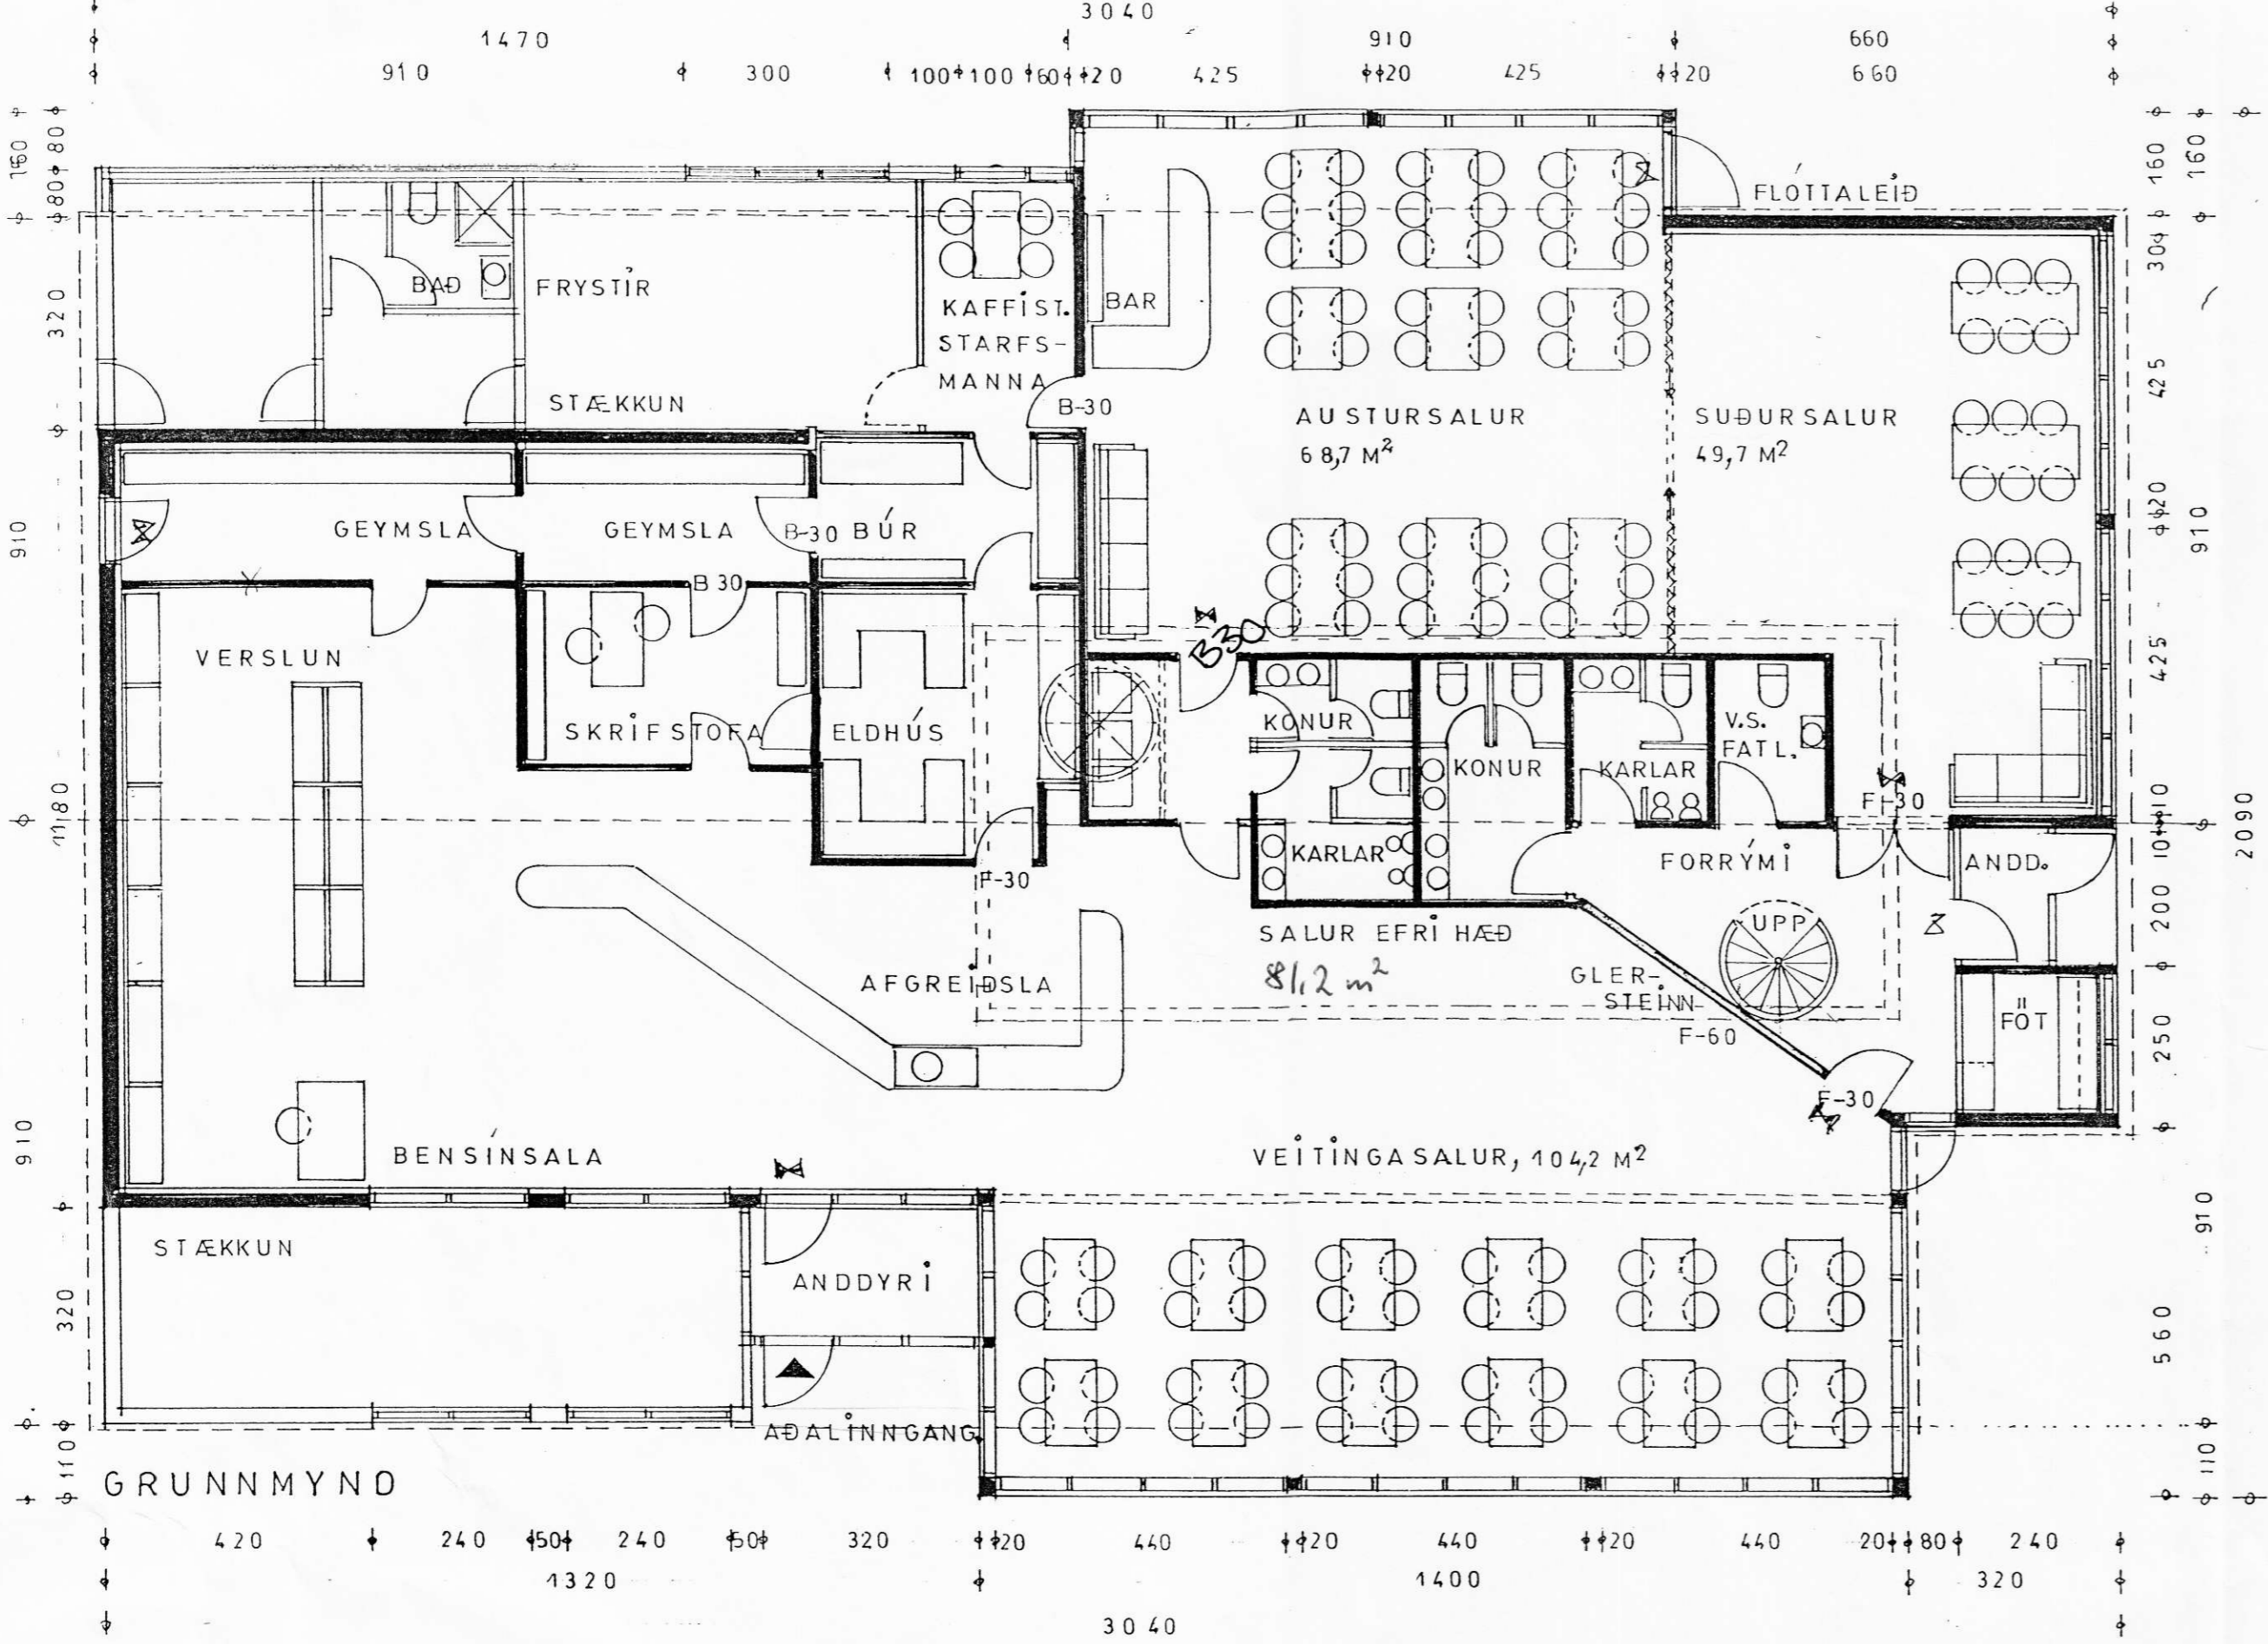 3040
1470 910 660
910 300 100 100 60 20 425 20 425 20 660
160 80 80 320 910 1180 910 320 110
160 160 304 425 20 910 425 10 10 2090 200 250 910 560 110
FLÓTTALEIÐ
BAÐ
FRYSTIR
KAFFIST.
STARFS-
MANNA
BAR
STÆKKUN
B-30
AUSTURSALUR
68,7 M²
SUÐURSALUR
49,7 M²
GEYMSLA
GEYMSLA
B-30 BÚR
B 30
B30
VERSLUN
SKRIFSTOFA
ELDHÚS
KONUR
KONUR
KARLAR
V.S.
FATL.
F-30
KARLAR
FORRÝMI
ANDD.
F-30
UPP
SALUR EFRI HÆÐ
81,2 m²
AFGREIÐSLA
GLER-
STEINN
F-60
FÖT
F-30
BENSÍNSALA
VEITINGASALUR, 104,2 M²
STÆKKUN
ANDDYRI
AÐALINNGANG
GRUNNMYND
420 240 50 240 50 320 20 440 20 440 20 440 20 80 240
1320 1400 320
3040